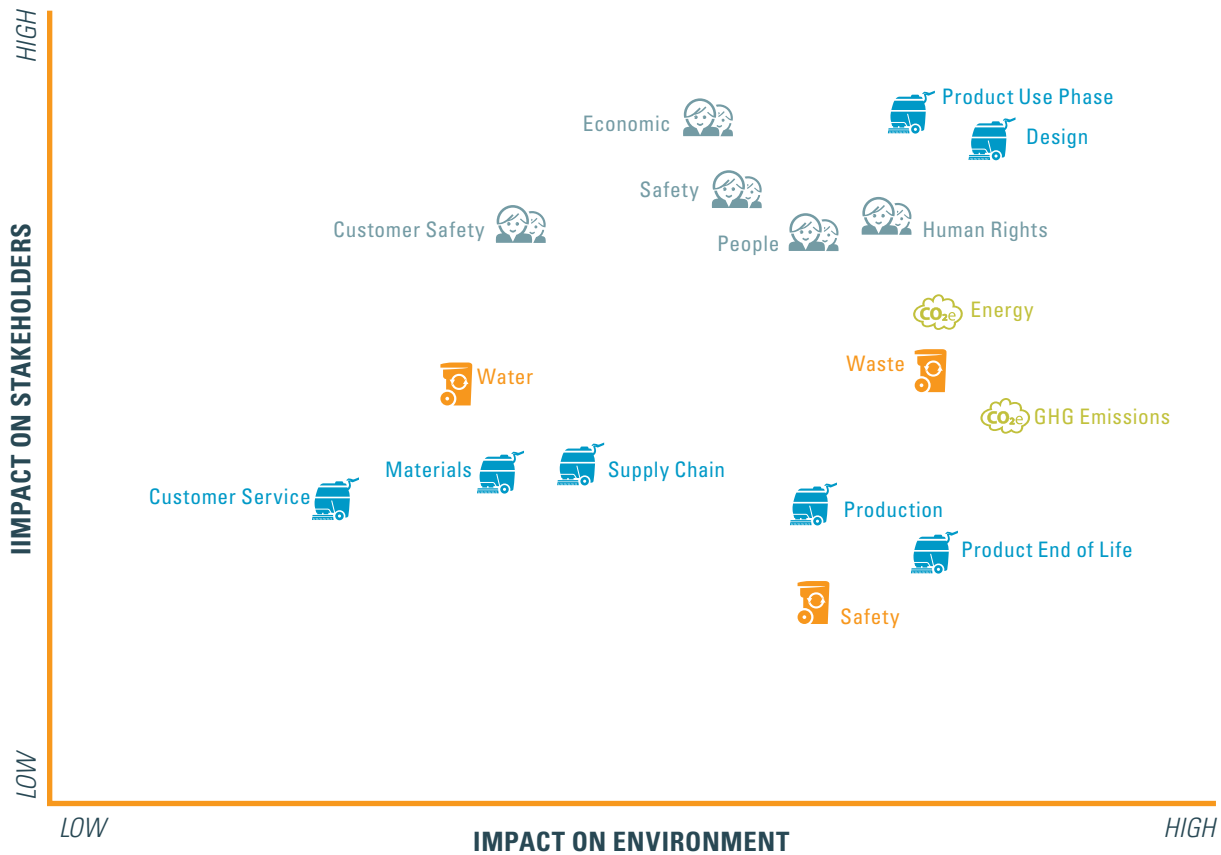 HIGH
Product Use Phase
Economic
Design
Safety
Customer Safety
People
Human Rights
IIMPACT ON STAKEHOLDERS
CO₂e Energy
Waste
Water
CO₂e GHG Emissions
Materials
Supply Chain
Customer Service
Production
Product End of Life
Safety
LOW
LOW
IMPACT ON ENVIRONMENT
HIGH